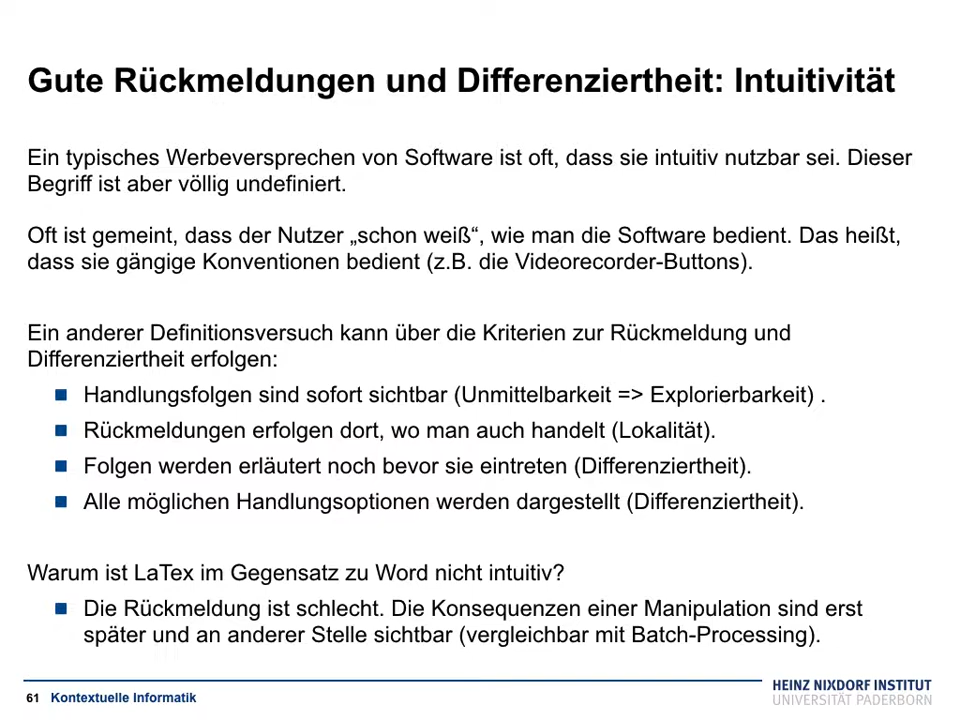 Gute Rückmeldungen und Differenziertheit: Intuitivität
Ein typisches Werbeversprechen von Software ist oft, dass sie intuitiv nutzbar sei. Dieser
Begriff ist aber völlig undefiniert.
Oft ist gemeint, dass der Nutzer „schon weiß“, wie man die Software bedient. Das heißt,
dass sie gängige Konventionen bedient (z.B. die Videorecorder-Buttons).
Ein anderer Definitionsversuch kann über die Kriterien zur Rückmeldung und
Differenziertheit erfolgen:
Handlungsfolgen sind sofort sichtbar (Unmittelbarkeit => Explorierbarkeit) .
Rückmeldungen erfolgen dort, wo man auch handelt (Lokalität).
Folgen werden erläutert noch bevor sie eintreten (Differenziertheit).
Alle möglichen Handlungsoptionen werden dargestellt (Differenziertheit).
Warum ist LaTex im Gegensatz zu Word nicht intuitiv?
Die Rückmeldung ist schlecht. Die Konsequenzen einer Manipulation sind erst
später und an anderer Stelle sichtbar (vergleichbar mit Batch-Processing).
61 Kontextuelle Informatik
HEINZ NIXDORF INSTITUT
UNIVERSITÄT PADERBORN